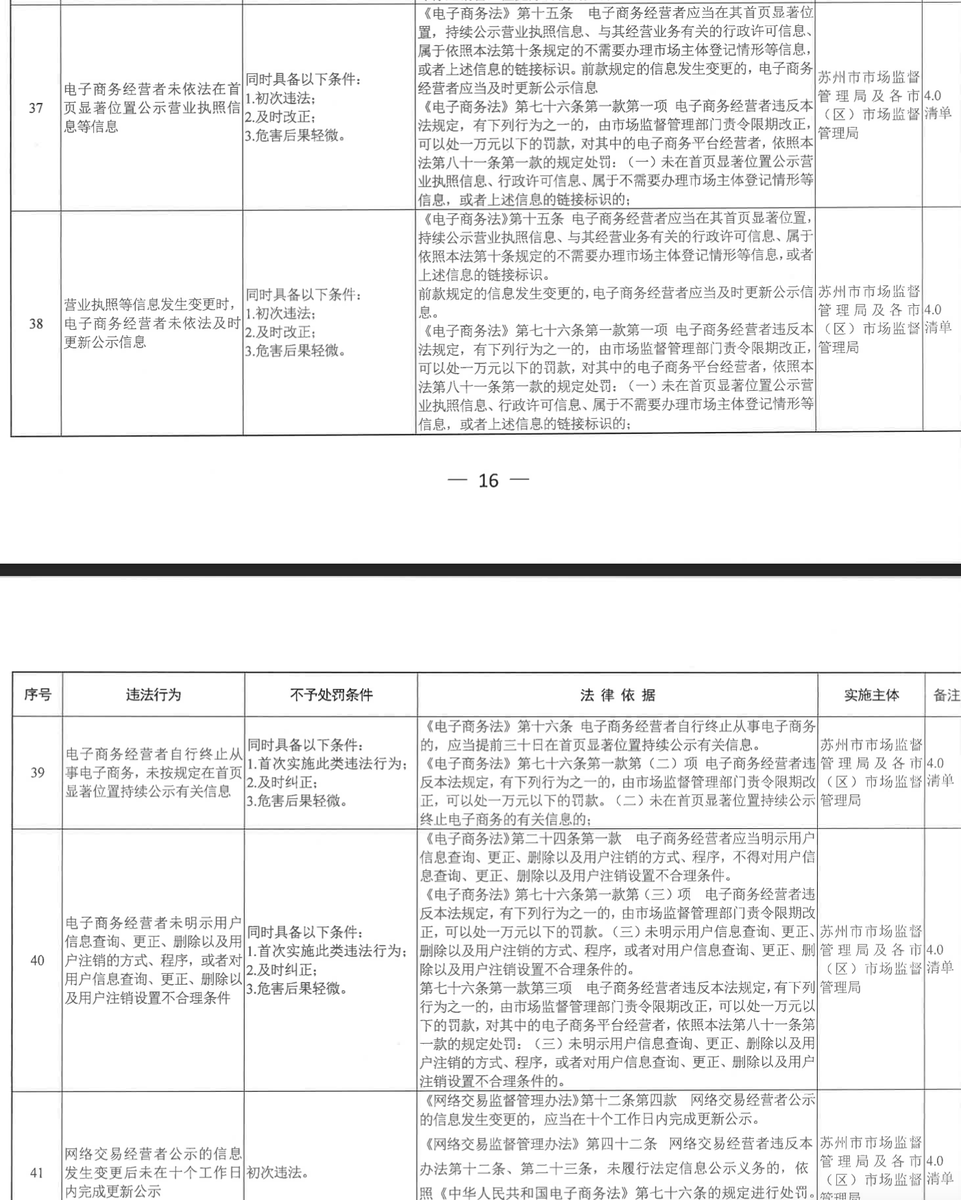 37
电子商务经营者未依法在首
页显著位置公示营业执照信
息等信息
同时具备以下条件：
1.初次违法；
2.及时改正；
3.危害后果轻微。
《电子商务法》第十五条 电子商务经营者应当在其首页显著位
置，持续公示营业执照信息、与其经营业务有关的行政许可信息、
属于依照本法第十条规定的不需要办理市场主体登记情形等信息，
或者上述信息的链接标识。前款规定的信息发生变更的，电子商务
经营者应当及时更新公示信息
《电子商务法》第七十六条第一款第一项 电子商务经营者违反本
法规定，有下列行为之一的，由市场监督管理部门责令限期改正，
可以处一万元以下的罚款，对其中的电子商务平台经营者，依照本
法第八十一条第一款的规定处罚：（一）未在首页显著位置公示营
业执照信息、行政许可信息、属于不需要办理市场主体登记情形等
信息，或者上述信息的链接标识的；
苏州市市场监督
管理局及各市
（区）市场监督
管理局
4.0
清单
38
营业执照等信息发生变更时，
电子商务经营者未依法及时
更新公示信息
同时具备以下条件：
1.初次违法；
2.及时改正；
3.危害后果轻微。
《电子商务法》第十五条 电子商务经营者应当在其首页显著位置，
持续公示营业执照信息、与其经营业务有关的行政许可信息、属于
依照本法第十条规定的不需要办理市场主体登记情形等信息，或者
上述信息的链接标识。
前款规定的信息发生变更的，电子商务经营者应当及时更新公示信
息。
《电子商务法》第七十六条第一款第一项 电子商务经营者违反本
法规定，有下列行为之一的，由市场监督管理部门责令限期改正，
可以处一万元以下的罚款，对其中的电子商务平台经营者，依照本
法第八十一条第一款的规定处罚：（一）未在首页显著位置公示营
业执照信息、行政许可信息、属于不需要办理市场主体登记情形等
信息，或者上述信息的链接标识的；
苏州市市场监督
管理局及各市
（区）市场监督
管理局
4.0
清单
— 16 —
序号 违法行为 不予处罚条件 法律依据 实施主体 备注
39
电子商务经营者自行终止从
事电子商务，未按规定在首页
显著位置持续公示有关信息
同时具备以下条件：
1.首次实施此类违法行为；
2.及时纠正；
3.危害后果轻微。
《电子商务法》第十六条 电子商务经营者自行终止从事电子商务
的，应当提前三十日在首页显著位置持续公示有关信息。
《电子商务法》第七十六条第一款第（二）项 电子商务经营者违
反本法规定，有下列行为之一的，由市场监督管理部门责令限期改
正，可以处一万元以下的罚款。（二）未在首页显著位置持续公示
终止电子商务的有关信息的；
苏州市市场监督
管理局及各市
（区）市场监督
管理局
4.0
清单
40
电子商务经营者未明示用户
信息查询、更正、删除以及用
户注销的方式、程序，或者对
用户信息查询、更正、删除以
及用户注销设置不合理条件
同时具备以下条件：
1.首次实施此类违法行为；
2.及时纠正；
3.危害后果轻微。
《电子商务法》第二十四条第一款 电子商务经营者应当明示用户
信息查询、更正、删除以及用户注销的方式、程序，不得对用户信
息查询、更正、删除以及用户注销设置不合理条件。
《电子商务法》第七十六条第一款第（三）项 电子商务经营者违
反本法规定，有下列行为之一的，由市场监督管理部门责令限期改
正，可以处一万元以下的罚款。（三）未明示用户信息查询、更正、
删除以及用户注销的方式、程序，或者对用户信息查询、更正、删
除以及用户注销设置不合理条件的。
第七十六条第一款第三项 电子商务经营者违反本法规定，有下列
行为之一的，由市场监督管理部门责令限期改正，可以处一万元以
下的罚款，对其中的电子商务平台经营者，依照本法第八十一条第
一款的规定处罚：（三）未明示用户信息查询、更正、删除以及用
户注销的方式、程序，或者对用户信息查询、更正、删除以及用户
注销设置不合理条件的。
苏州市市场监督
管理局及各市
（区）市场监督
管理局
4.0
清单
41
网络交易经营者公示的信息
发生变更后未在十个工作日
内完成更新公示
初次违法。
《网络交易监督管理办法》第十二条第四款 网络交易经营者公示
的信息发生变更的，应当在十个工作日内完成更新公示。
《网络交易监督管理办法》第四十二条 网络交易经营者违反本
办法第十二条、第二十三条，未履行法定信息公示义务的，依
照《中华人民共和国电子商务法》第七十六条的规定进行处罚。
苏州市市场监督
管理局及各市
（区）市场监督
管理局
4.0
清单